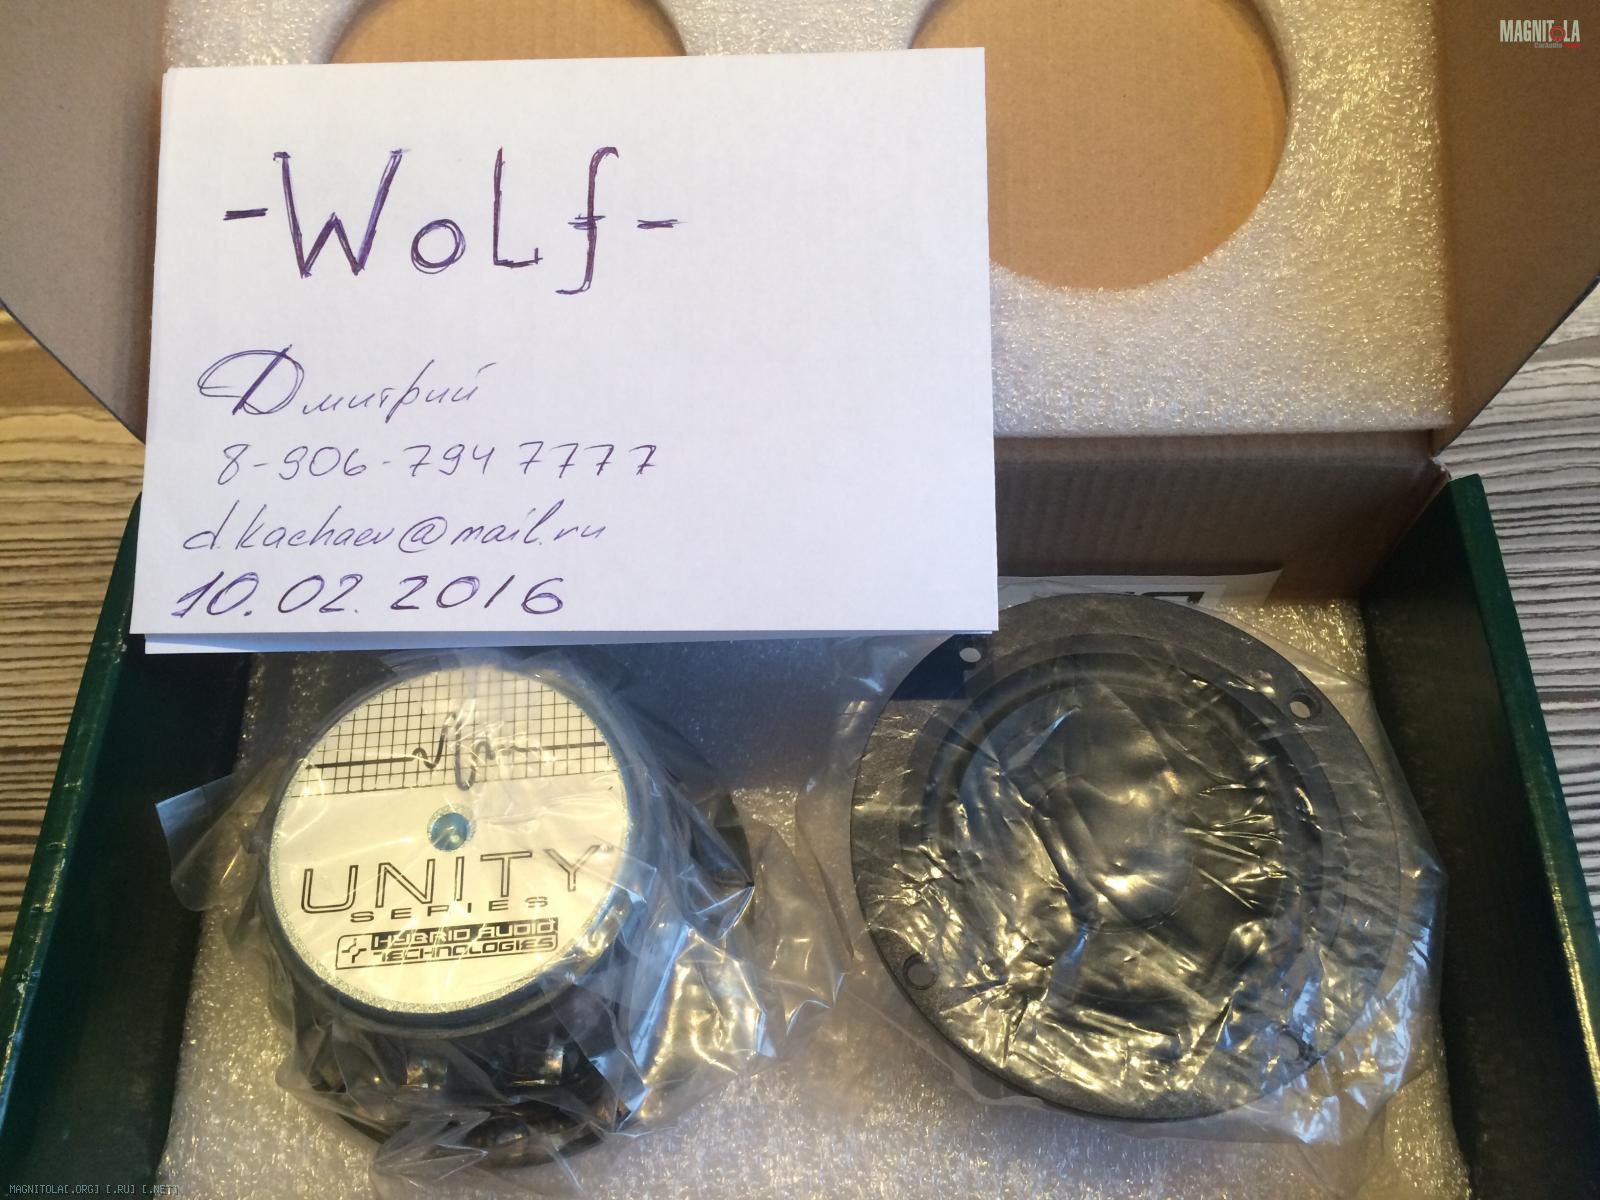 MAGNITOLA
CarAudio
-Wolf-
Дмитрий
8-906-794 7777
d.kachaev@mail.ru
10.02.2016
UNITY
SERIES
HYBRID AUDIO
TECHNOLOGIES
MAGNITOLA[.ORG] [.RU] [.NET]